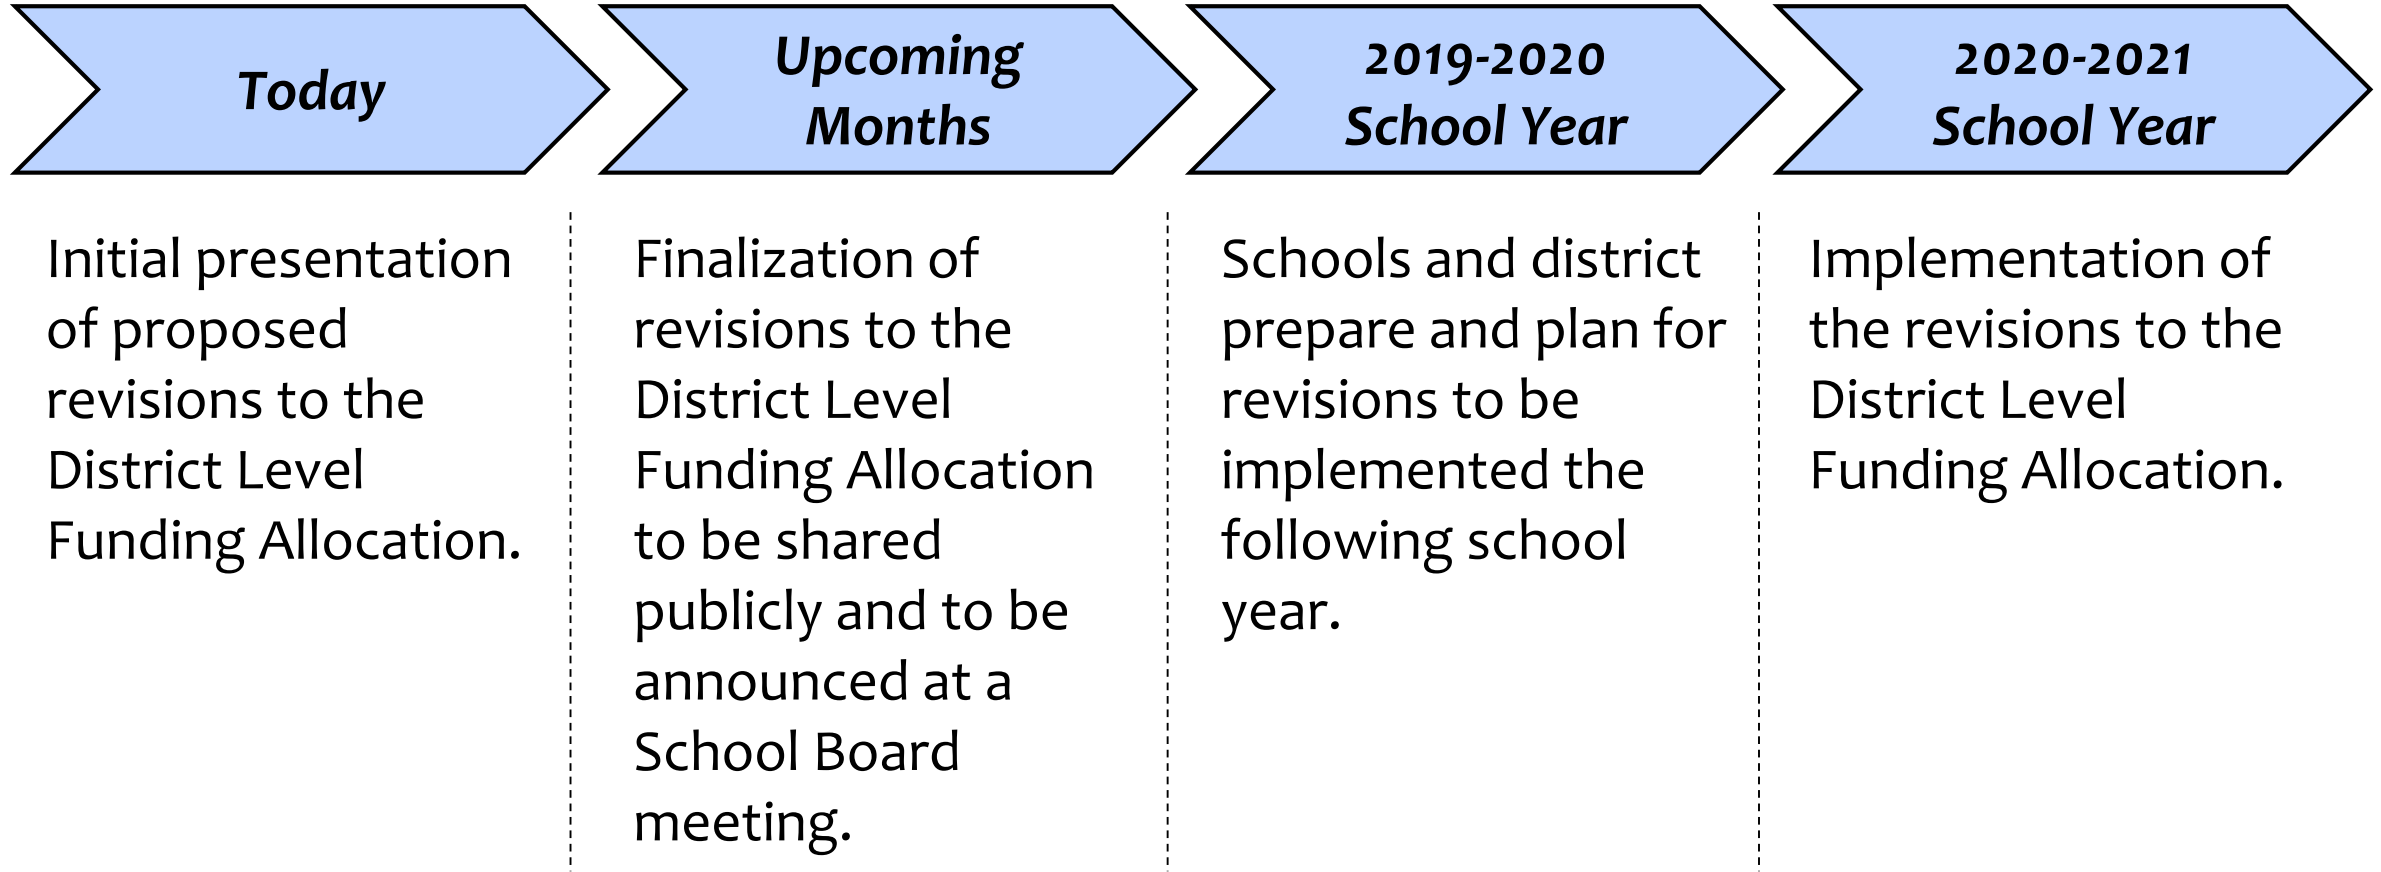 Today
Upcoming
Months
2019-2020
School Year
2020-2021
School Year
Initial presentation
of proposed
revisions to the
District Level
Funding Allocation.
Finalization of
revisions to the
District Level
Funding Allocation
to be shared
publicly and to be
announced at a
School Board
meeting.
Schools and district
prepare and plan for
revisions to be
implemented the
following school
year.
Implementation of
the revisions to the
District Level
Funding Allocation.